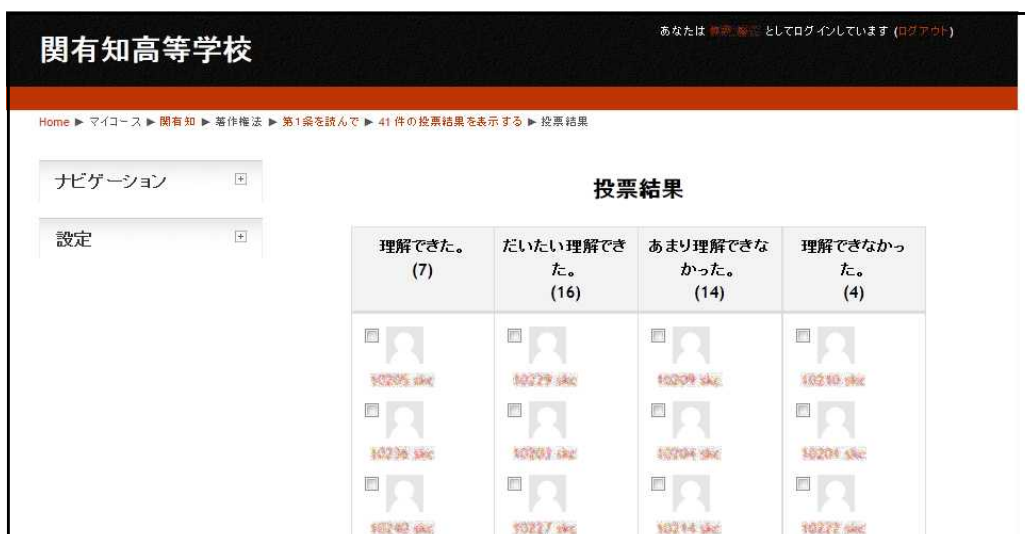 関有知高等学校
あなたは としてログインしています (ログアウト)
Home ▶ マイコース ▶ 関有知 ▶ 著作権法 ▶ 第1条を読んで ▶ 41 件の投票結果を表示する ▶ 投票結果
ナビゲーション
設定
投票結果
理解できた。
(7)
だいたい理解でき
た。
(16)
あまり理解できな
かった。
(14)
理解できなかっ
た。
(4)
10205 skc
10229 skc
10209 skc
10210 skc
10236 skc
10203 skc
10204 skc
10201 skc
10240 skc
10227 skc
10214 skc
10222 skc